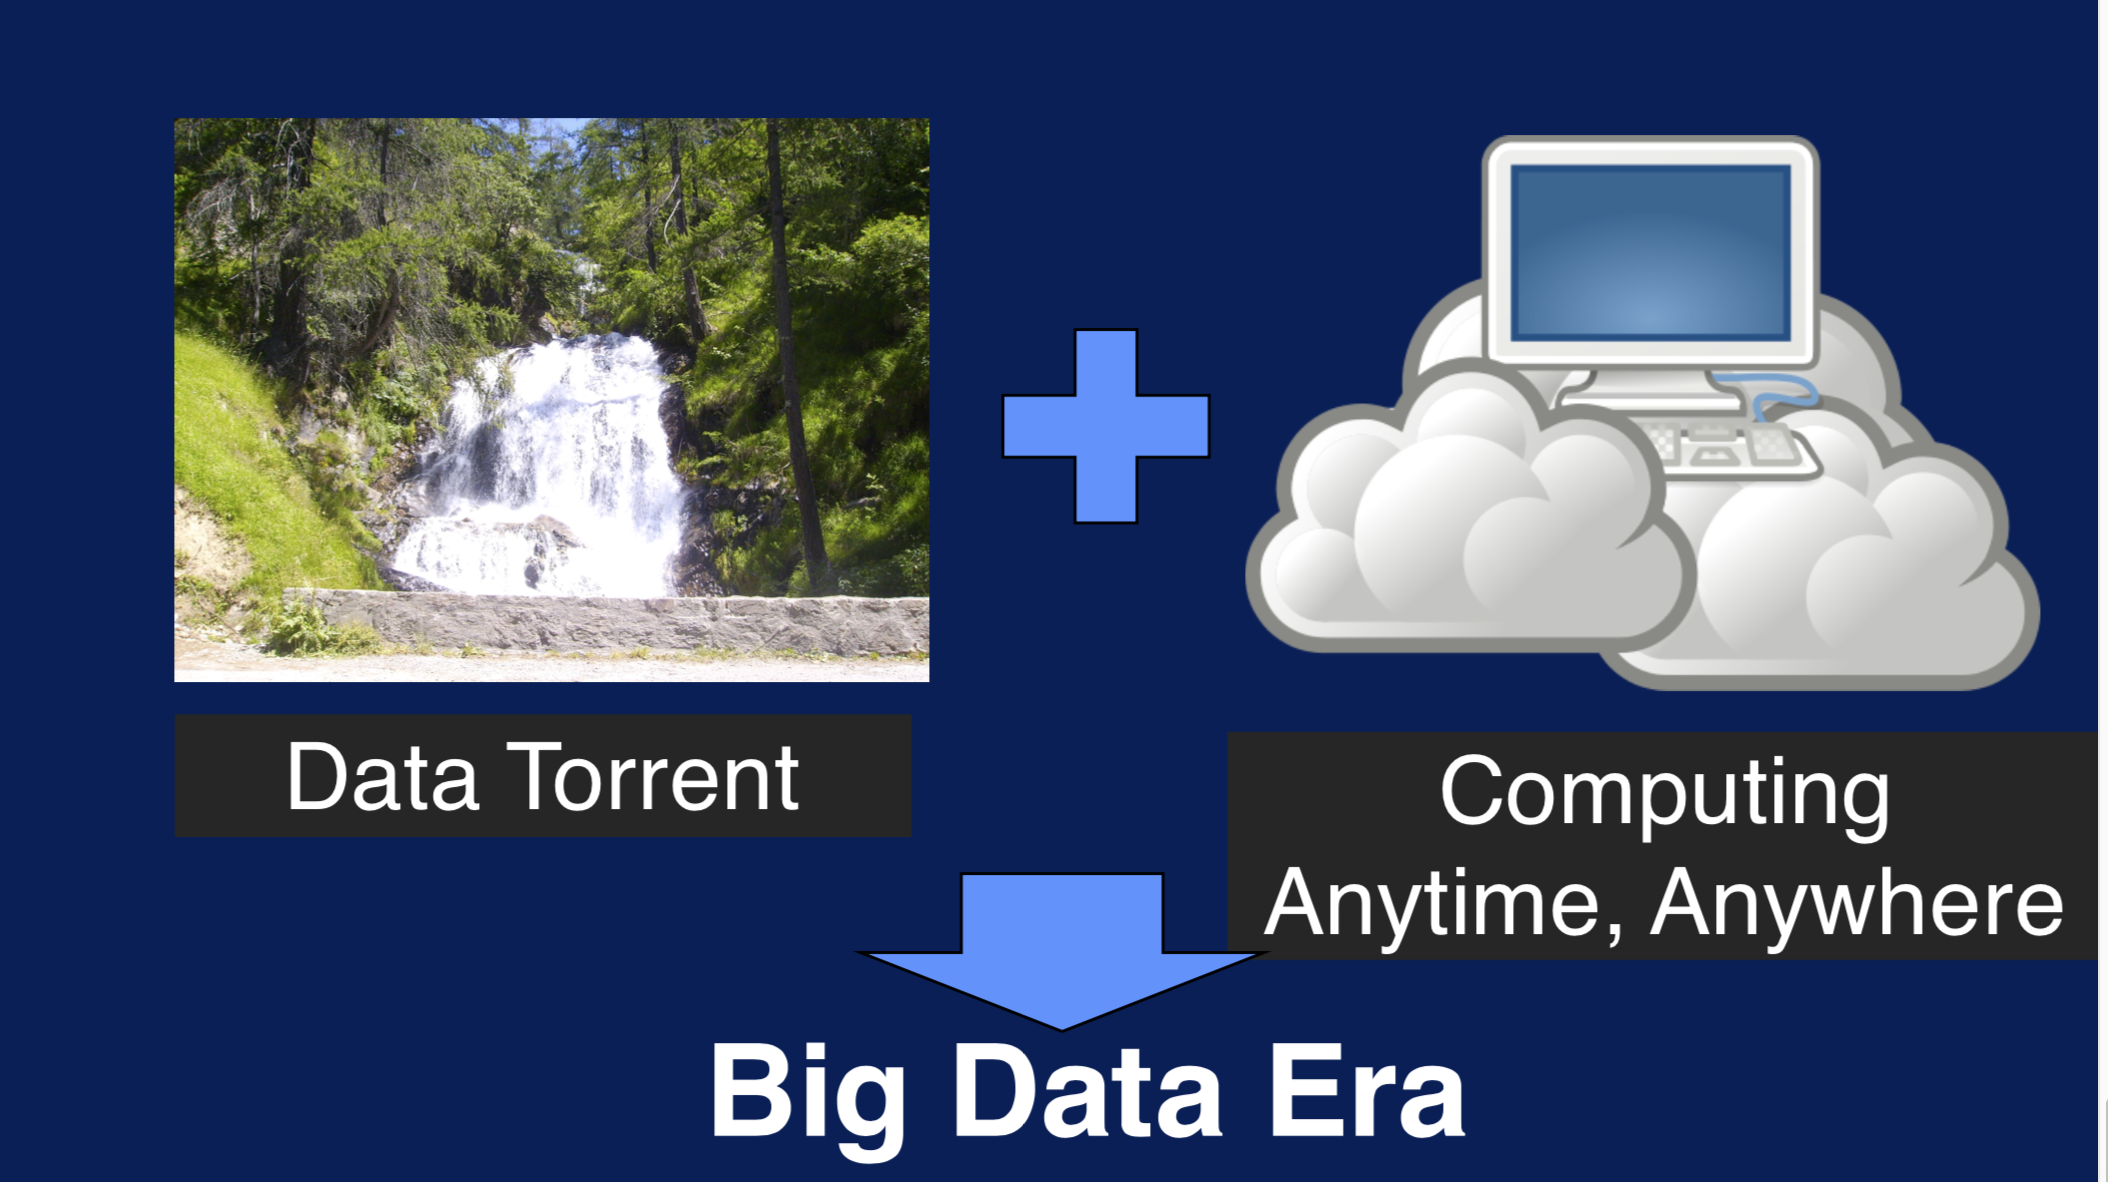 Data Torrent
Computing
Anytime, Anywhere
Big Data Era